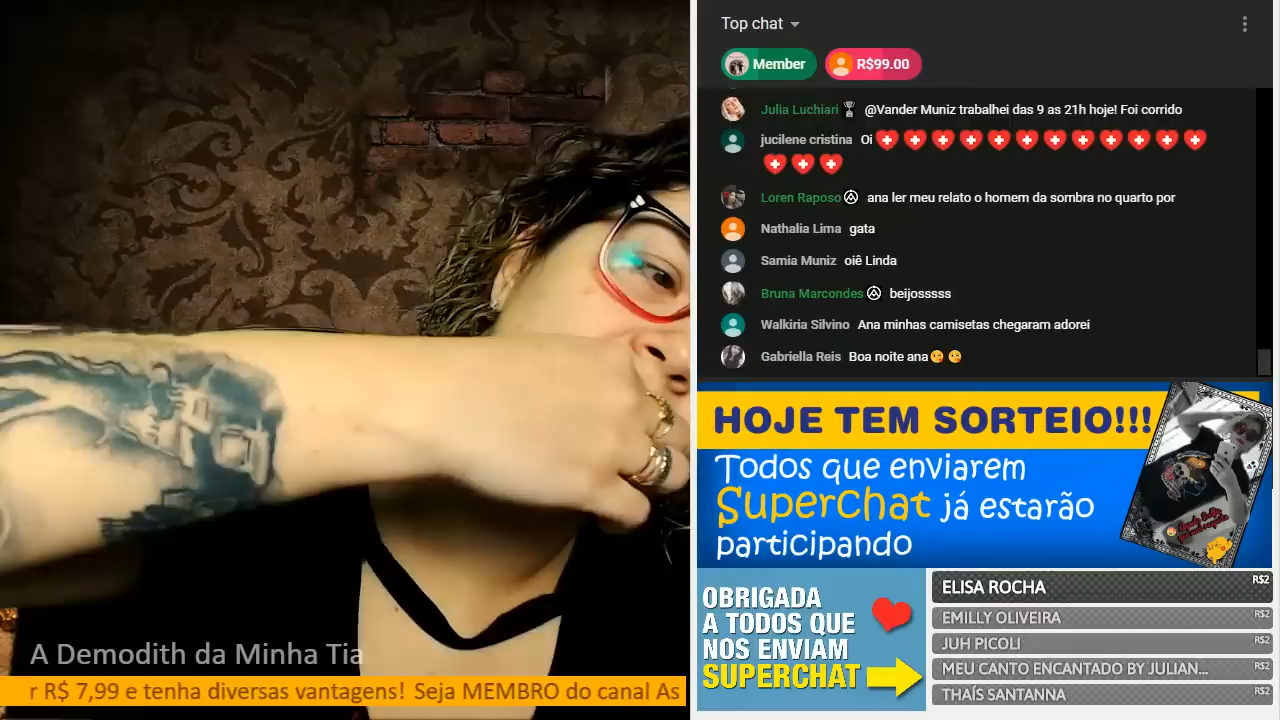 Top chat
Member
R$99.00
Julia Luchiari @Vander Muniz trabalhei das 9 as 21h hoje! Foi corrido
jucilene cristina Oi
Loren Raposo ana ler meu relato o homem da sombra no quarto por
Nathalia Lima gata
Samia Muniz oiê Linda
Bruna Marcondes beijosssss
Walkiria Silvino Ana minhas camisetas chegaram adorei
Gabriella Reis Boa noite ana😘😘
HOJE TEM SORTEIO!!!
Todos que enviarem
Superchat já estarão
participando
OBRIGADA
A TODOS QUE
NOS ENVIAM
SUPERCHAT
ELISA ROCHA R$2
EMILLY OLIVEIRA R$2
JUH PICOLI R$2
MEU CANTO ENCANTADO BY JULIAN... R$2
THAÍS SANTANNA R$2
A Demodith da Minha Tia
r R$ 7,99 e tenha diversas vantagens! Seja MEMBRO do canal As